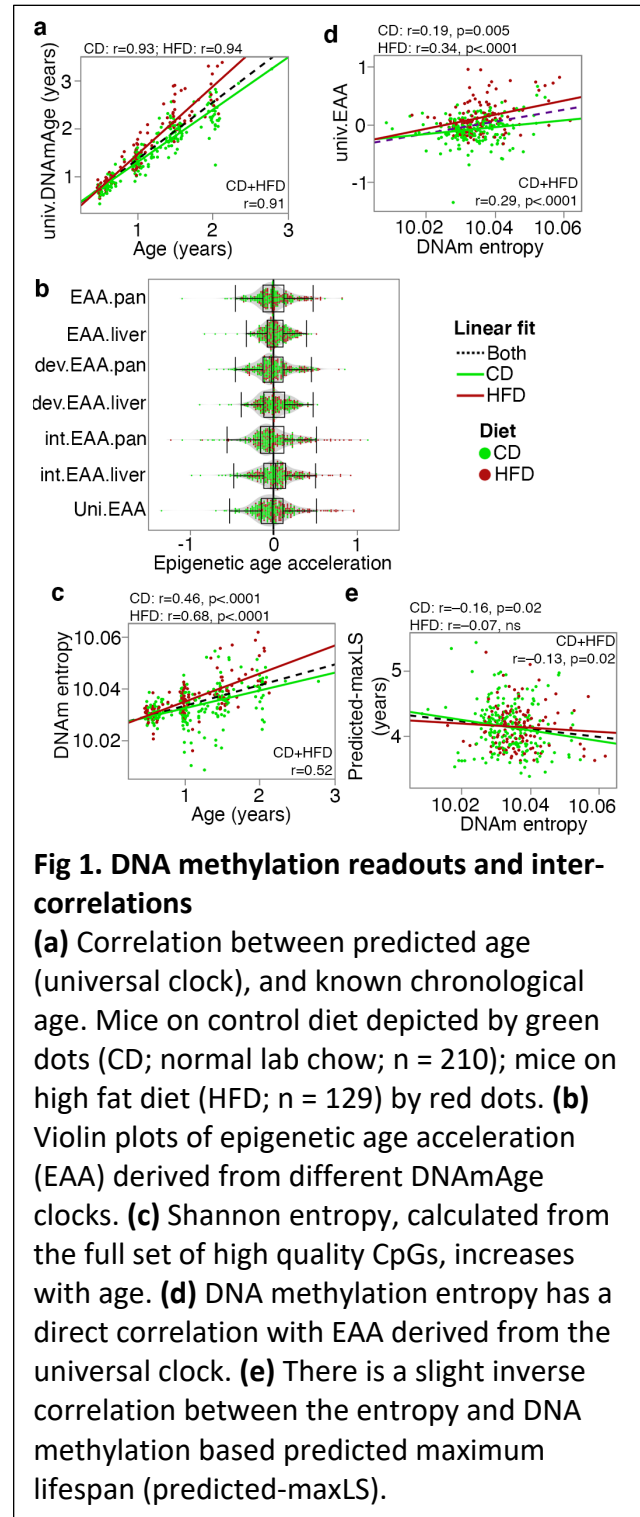 a
CD: r=0.93; HFD: r=0.94
univ.DNAmAge (years)
3
2
1
1
2
3
Age (years)
CD+HFD
r=0.91
d
CD: r=0.19, p=0.005
HFD: r=0.34, p<.0001
univ.EAA
1
0
-1
10.02
10.04
10.06
DNAm entropy
CD+HFD
r=0.29, p<.0001
b
EAA.pan
EAA.liver
dev.EAA.pan
dev.EAA.liver
int.EAA.pan
int.EAA.liver
Uni.EAA
-1
0
1
Epigenetic age acceleration
Linear fit
Both
CD
HFD
Diet
CD
HFD
c
CD: r=0.46, p<.0001
HFD: r=0.68, p<.0001
DNAm entropy
10.06
10.04
10.02
1
2
3
Age (years)
CD+HFD
r=0.52
e
CD: r=−0.16, p=0.02
HFD: r=−0.07, ns
CD+HFD
r=−0.13, p=0.02
Predicted-maxLS
(years)
5
4
10.02
10.04
10.06
DNAm entropy
Fig 1. DNA methylation readouts and inter-
correlations
(a) Correlation between predicted age
(universal clock), and known chronological
age. Mice on control diet depicted by green
dots (CD; normal lab chow; n = 210); mice on
high fat diet (HFD; n = 129) by red dots. (b)
Violin plots of epigenetic age acceleration
(EAA) derived from different DNAmAge
clocks. (c) Shannon entropy, calculated from
the full set of high quality CpGs, increases
with age. (d) DNA methylation entropy has a
direct correlation with EAA derived from the
universal clock. (e) There is a slight inverse
correlation between the entropy and DNA
methylation based predicted maximum
lifespan (predicted-maxLS).